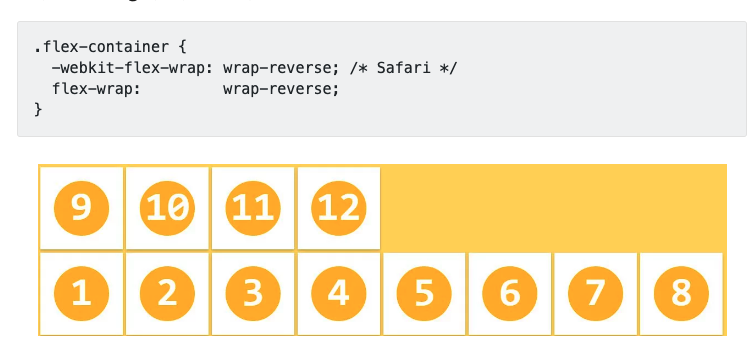 .flex-container {
  -webkit-flex-wrap: wrap-reverse; /* Safari */
  flex-wrap:         wrap-reverse;
}
9 10 11 12
1 2 3 4 5 6 7 8